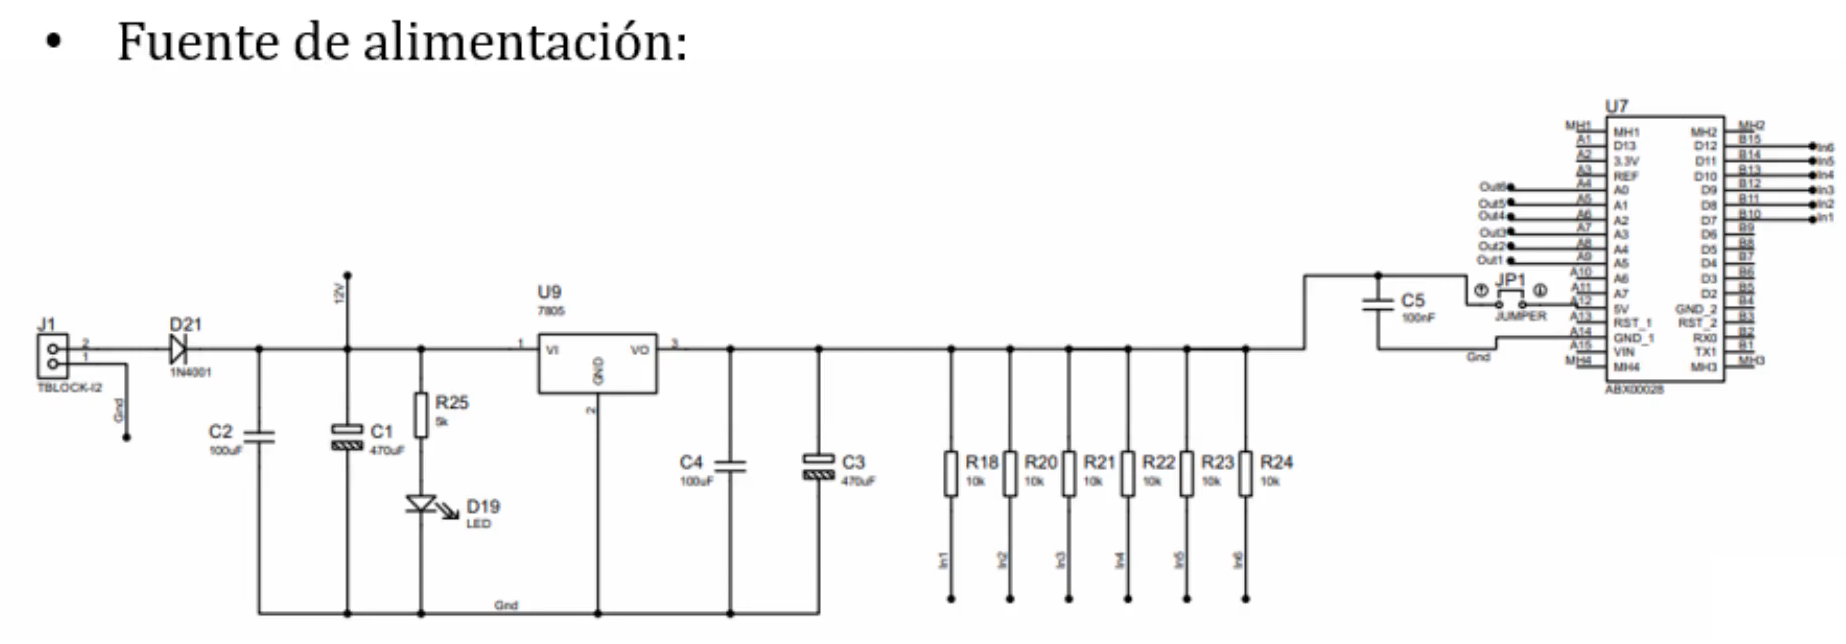 • Fuente de alimentación:
J1
TBLOCK-I2
2
1
Gnd
D21
1N4001
12V
C2
100uF
C1
470uF
R25
5k
D19
LED
Gnd
U9
7805
1
VI
VO
3
GND
2
C4
100uF
C3
470uF
R18
10k
R20
10k
R21
10k
R22
10k
R23
10k
R24
10k
In1
In2
In3
In4
In5
In6
C5
100nF
JP1
JUMPER
Gnd
U7
MH1 MH1 MH2 MH2
A1 D13 D12 B15 In6
A2 3.3V D11 B14 In5
A3 REF D10 B13 In4
Out6 A4 A0 D9 B12 In3
Out5 A5 A1 D8 B11 In2
Out4 A6 A2 D7 B10 In1
Out3 A7 A3 D6 B9
Out2 A8 A4 D5 B8
Out1 A9 A5 D4 B7
A10 A6 D3 B6
A11 A7 D2 B5
A12 5V GND_2 B4
A13 RST_1 RST_2 B3
A14 GND_1 RX0 B2
A15 VIN TX1 B1
MH4 MH4 MH3 MH3
ABX00028